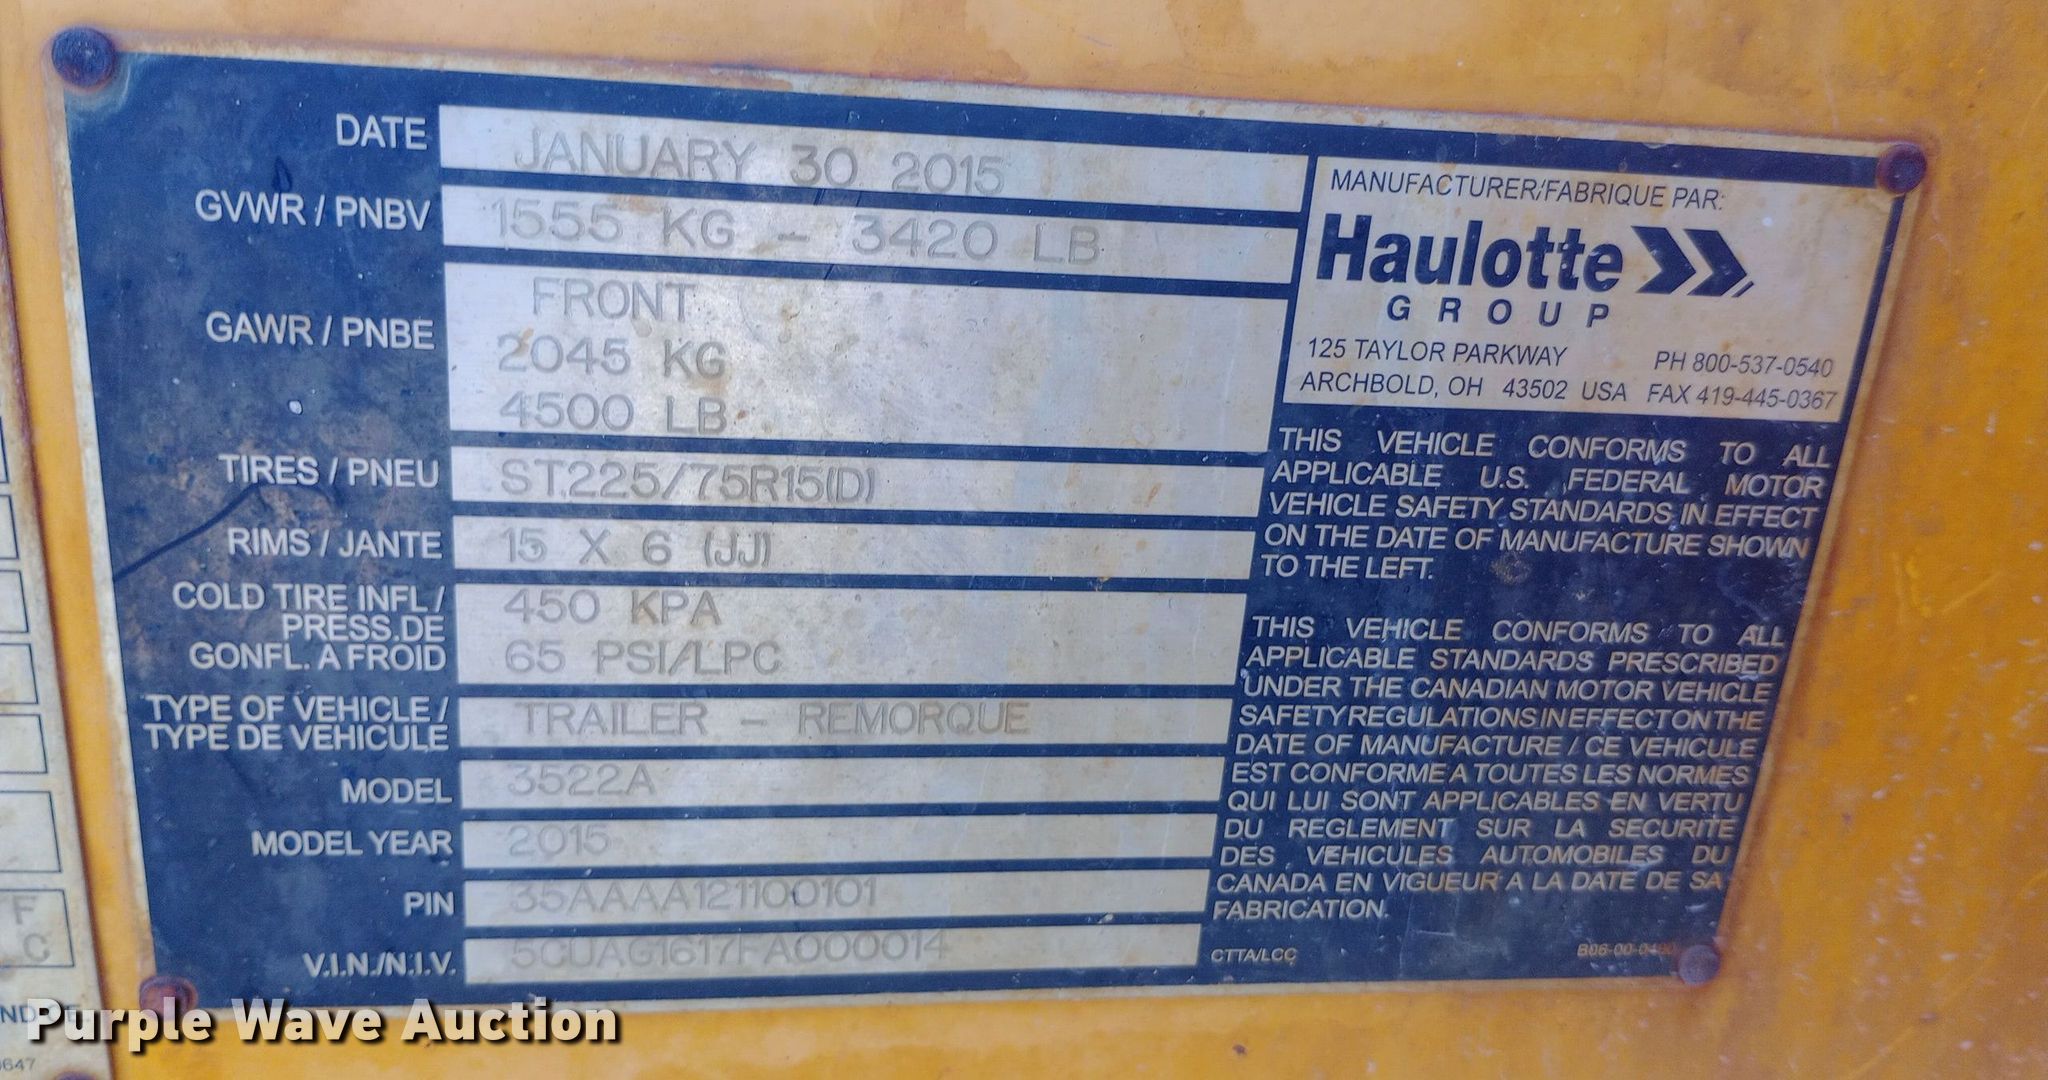 DATE JANUARY 30 2015
GVWR / PNBV 1555 KG - 3420 LB
GAWR / PNBE FRONT
2045 KG
4500 LB
TIRES / PNEU ST225/75R15(D)
RIMS / JANTE 15 X 6 (JJ)
COLD TIRE INFL / 450 KPA
PRESS.DE
GONFL. A FROID 65 PSI/LPC
TYPE OF VEHICLE / TRAILER - REMORQUE
TYPE DE VEHICULE
MODEL 3522A
MODEL YEAR 2015
PIN 35AAAAA121100101
V.I.N./N.I.V. 5CUAG1617FA000014
MANUFACTURER/FABRIQUE PAR:
Haulotte
GROUP
125 TAYLOR PARKWAY PH 800-537-0540
ARCHBOLD, OH 43502 USA FAX 419-445-0367
THIS VEHICLE CONFORMS TO ALL
APPLICABLE U.S. FEDERAL MOTOR
VEHICLE SAFETY STANDARDS IN EFFECT
ON THE DATE OF MANUFACTURE SHOWN
TO THE LEFT.
THIS VEHICLE CONFORMS TO ALL
APPLICABLE STANDARDS PRESCRIBED
UNDER THE CANADIAN MOTOR VEHICLE
SAFETY REGULATIONS IN EFFECT ON THE
DATE OF MANUFACTURE / CE VEHICULE
EST CONFORME A TOUTES LES NORMES
QUI LUI SONT APPLICABLES EN VERTU
DU REGLEMENT SUR LA SECURITE
DES VEHICULES AUTOMOBILES DU
CANADA EN VIGUEUR A LA DATE DE SA
FABRICATION.
CTTA/LCC
F
C
Purple Wave Auction